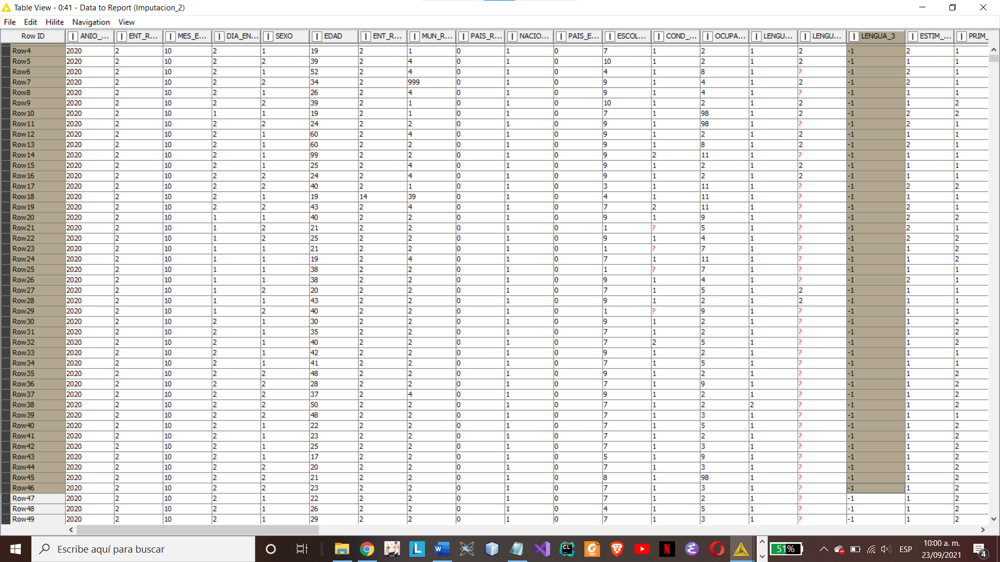 Table View - 0:41 - Data to Report (Imputacion_2)
File Edit Hilite Navigation View
Row ID ANIO_... ENT_R... MES_E... DIA_EN... SEXO EDAD ENT_R... MUN_R... PAIS_R... NACIO... PAIS_E... ESCOL... COND_... OCUPA... LENGU... LENGU... LENGUA_3 ESTIM_... PRIM_
Row4 2020 2 10 2 1 19 2 1 0 1 0 7 1 2 1 2 -1 2 1
Row5 2020 2 10 2 2 39 2 4 0 1 0 10 1 2 1 2 -1 1 1
Row6 2020 2 10 2 1 52 2 4 0 1 0 4 1 8 1 ? -1 2 1
Row7 2020 2 10 2 2 34 2 999 0 1 0 9 1 4 1 2 -1 2 1
Row8 2020 2 10 2 1 26 2 4 0 1 0 9 1 4 1 ? -1 1 1
Row9 2020 2 10 2 2 39 2 1 0 1 0 10 1 2 1 2 -1 1 2
Row10 2020 2 10 1 1 19 2 1 0 1 0 7 1 98 1 2 -1 2 2
Row11 2020 2 10 2 2 24 2 2 0 1 0 9 1 98 1 ? -1 2 1
Row12 2020 2 10 2 1 60 2 4 0 1 0 9 1 2 1 2 -1 1 1
Row13 2020 2 10 2 1 60 2 2 0 1 0 9 1 8 1 2 -1 2 1
Row14 2020 2 10 2 1 99 2 2 0 1 0 9 2 11 1 ? -1 1 1
Row15 2020 2 10 2 1 25 2 4 0 1 0 9 1 2 1 2 -1 1 1
Row16 2020 2 10 2 2 24 2 4 0 1 0 9 1 2 1 2 -1 1 1
Row17 2020 2 10 2 2 40 2 1 0 1 0 3 1 11 1 ? -1 2 2
Row18 2020 2 10 2 1 19 14 39 0 1 0 4 1 11 1 ? -1 1 1
Row19 2020 2 10 2 2 43 2 4 0 1 0 7 2 11 1 ? -1 2 1
Row20 2020 2 10 1 1 40 2 2 0 1 0 9 1 9 1 ? -1 2 2
Row21 2020 2 10 1 2 21 2 2 0 1 0 1 ? 5 1 ? -1 2 1
Row22 2020 2 10 1 2 25 2 2 0 1 0 9 1 4 1 ? -1 2 2
Row23 2020 2 10 1 1 21 2 2 0 1 0 1 ? 7 1 ? -1 1 2
Row24 2020 2 10 1 1 19 2 4 0 1 0 7 1 11 1 ? -1 1 2
Row25 2020 2 10 1 1 38 2 2 0 1 0 1 ? 7 1 ? -1 1 1
Row26 2020 2 10 1 1 38 2 2 0 1 0 9 1 4 1 ? -1 2 1
Row27 2020 2 10 1 2 20 2 2 0 1 0 7 1 5 1 2 -1 1 1
Row28 2020 2 10 1 1 43 2 2 0 1 0 9 1 2 1 2 -1 1 1
Row29 2020 2 10 1 2 40 2 2 0 1 0 1 ? 9 1 ? -1 1 1
Row30 2020 2 10 2 1 30 2 2 0 1 0 9 1 2 1 ? -1 1 2
Row31 2020 2 10 2 1 35 2 2 0 1 0 7 1 2 1 ? -1 1 2
Row32 2020 2 10 2 1 40 2 2 0 1 0 7 2 5 1 ? -1 1 2
Row33 2020 2 10 2 1 42 2 2 0 1 0 9 1 2 1 ? -1 1 1
Row34 2020 2 10 2 1 41 2 2 0 1 0 7 1 5 1 ? -1 1 1
Row35 2020 2 10 2 2 48 2 2 0 1 0 9 1 2 1 ? -1 1 2
Row36 2020 2 10 2 2 28 2 2 0 1 0 7 1 9 1 ? -1 1 2
Row37 2020 2 10 2 2 37 2 4 0 1 0 9 1 2 1 ? -1 1 2
Row38 2020 2 10 2 2 50 2 2 0 1 0 7 1 2 2 ? -1 1 2
Row39 2020 2 10 2 2 48 2 2 0 1 0 7 1 3 1 ? -1 1 1
Row40 2020 2 10 2 1 22 2 2 0 1 0 7 1 5 1 ? -1 1 2
Row41 2020 2 10 2 1 23 2 2 0 1 0 7 1 2 1 ? -1 1 2
Row42 2020 2 10 2 1 25 2 2 0 1 0 7 1 3 1 ? -1 1 2
Row43 2020 2 10 2 1 17 2 2 0 1 0 5 1 9 1 ? -1 1 2
Row44 2020 2 10 2 2 20 2 2 0 1 0 7 1 3 1 ? -1 1 2
Row45 2020 2 10 2 2 21 2 2 0 1 0 8 1 98 1 ? -1 1 2
Row46 2020 2 10 2 2 23 2 2 0 1 0 7 1 3 1 ? -1 1 2
Row47 2020 2 10 2 1 22 2 2 0 1 0 7 1 2 1 ? -1 1 2
Row48 2020 2 10 2 1 26 2 2 0 1 0 4 1 5 1 ? -1 1 2
Row49 2020 2 10 2 1 29 2 2 0 1 0 7 1 3 1 ? -1 1 2
Escribe aquí para buscar
51%
ESP
10:00 a. m.
23/09/2021
4